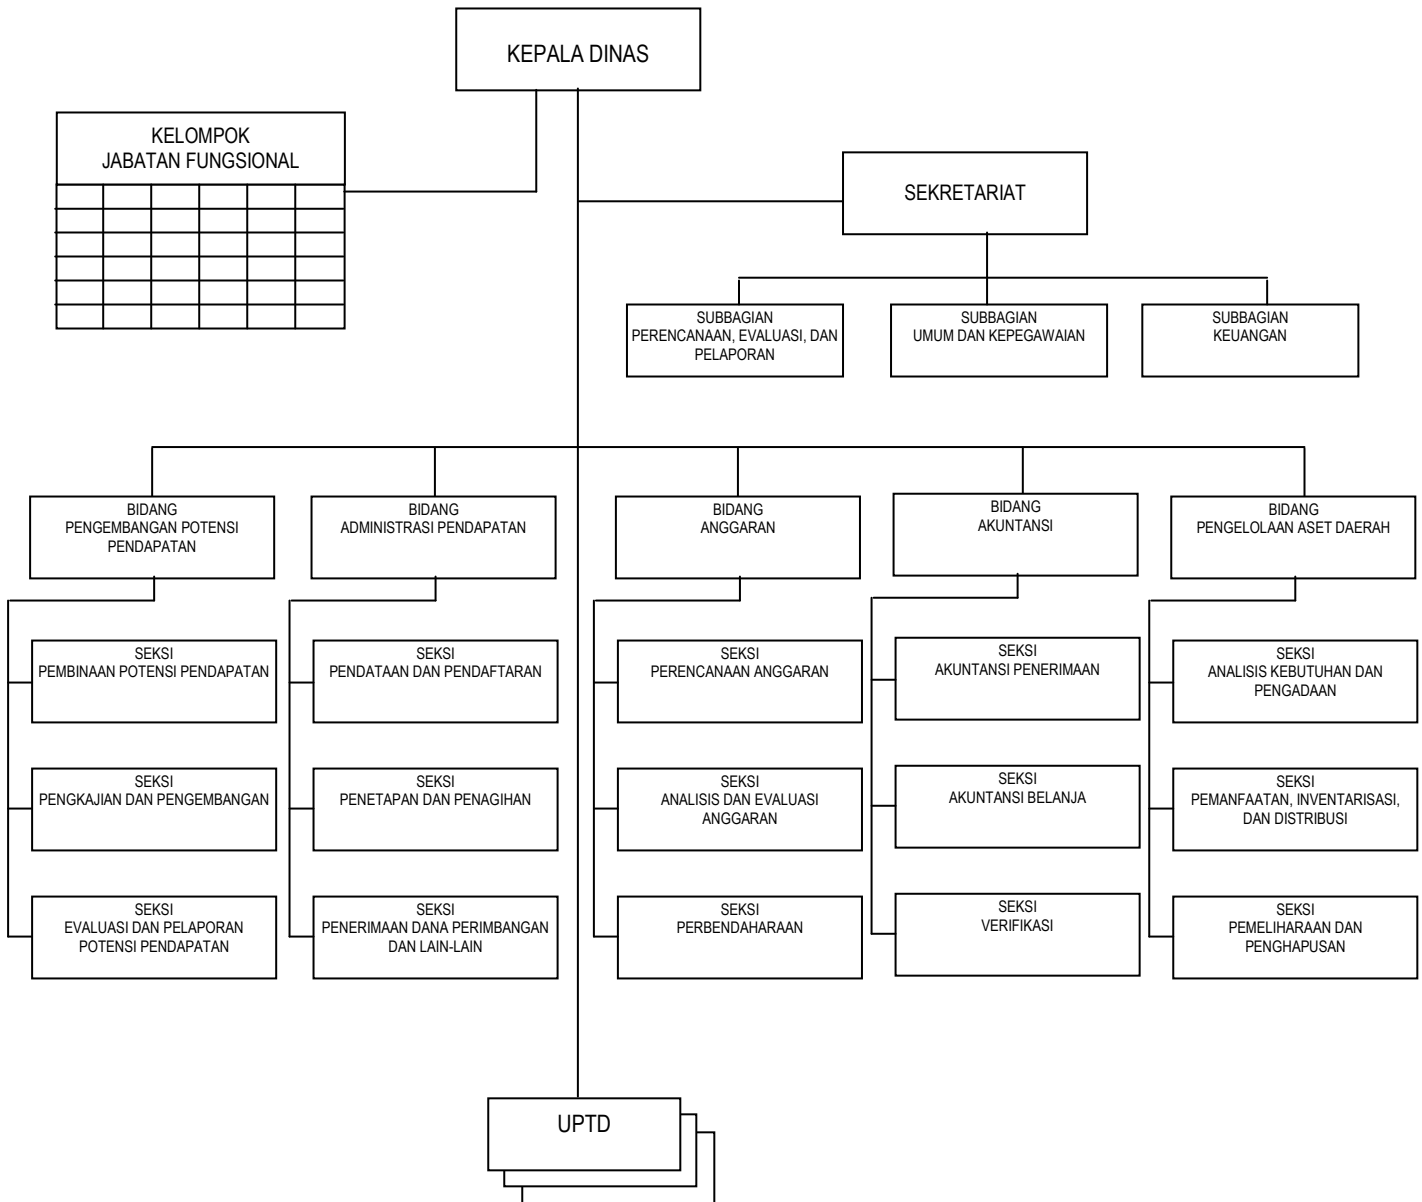 KEPALA DINAS
KELOMPOK
JABATAN FUNGSIONAL
SEKRETARIAT
SUBBAGIAN
PERENCANAAN, EVALUASI, DAN
PELAPORAN
SUBBAGIAN
UMUM DAN KEPEGAWAIAN
SUBBAGIAN
KEUANGAN
BIDANG
PENGEMBANGAN POTENSI
PENDAPATAN
BIDANG
ADMINISTRASI PENDAPATAN
BIDANG
ANGGARAN
BIDANG
AKUNTANSI
BIDANG
PENGELOLAAN ASET DAERAH
SEKSI
PEMBINAAN POTENSI PENDAPATAN
SEKSI
PENDATAAN DAN PENDAFTARAN
SEKSI
PERENCANAAN ANGGARAN
SEKSI
AKUNTANSI PENERIMAAN
SEKSI
ANALISIS KEBUTUHAN DAN
PENGADAAN
SEKSI
PENGKAJIAN DAN PENGEMBANGAN
SEKSI
PENETAPAN DAN PENAGIHAN
SEKSI
ANALISIS DAN EVALUASI
ANGGARAN
SEKSI
AKUNTANSI BELANJA
SEKSI
PEMANFAATAN, INVENTARISASI,
DAN DISTRIBUSI
SEKSI
EVALUASI DAN PELAPORAN
POTENSI PENDAPATAN
SEKSI
PENERIMAAN DANA PERIMBANGAN
DAN LAIN-LAIN
SEKSI
PERBENDAHARAAN
SEKSI
VERIFIKASI
SEKSI
PEMELIHARAAN DAN
PENGHAPUSAN
UPTD